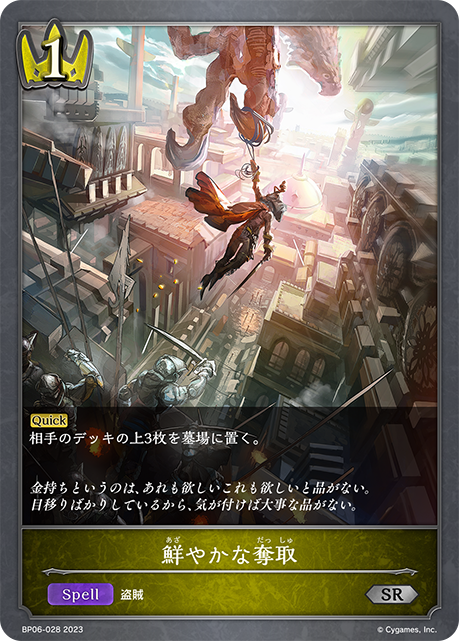 1
Quick
相手のデッキの上3枚を墓場に置く。
金持ちというのは、あれも欲しいこれも欲しいと品がない。
目移りばかりしているから、気が付けば大事な品がない。
あざ だっしゅ
鮮やかな奪取
Spell 盗賊 SR
BP06-028 2023 © Cygames, Inc.